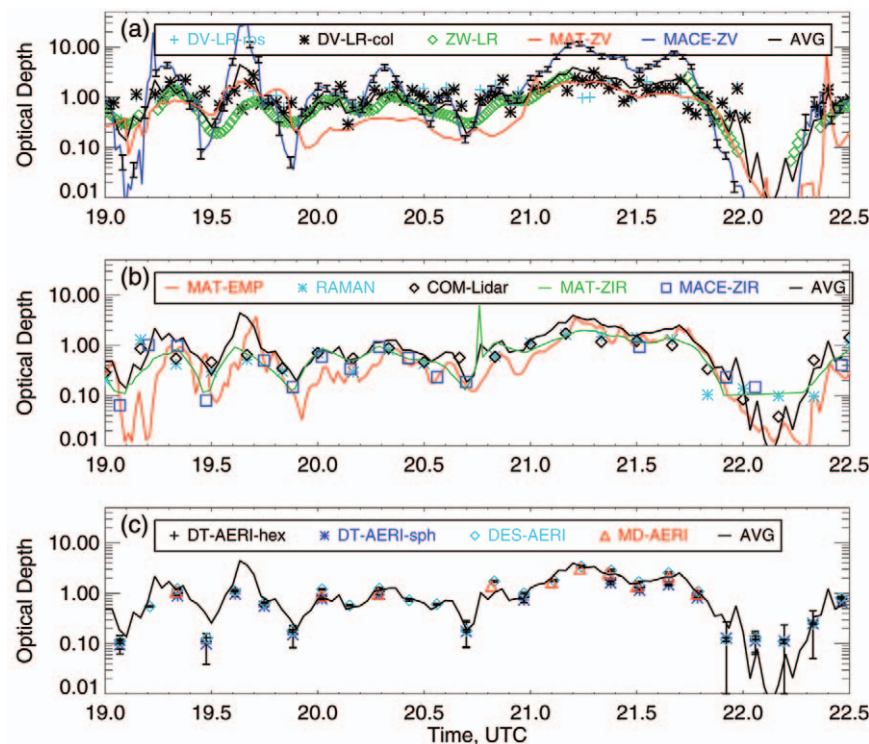 (a) DV-LR-ms DV-LR-col ZW-LR MAT-ZV MACE-ZV AVG
Optical Depth
10.00
1.00
0.10
0.01
19.0 19.5 20.0 20.5 21.0 21.5 22.0 22.5
(b) MAT-EMP RAMAN COM-Lidar MAT-ZIR MACE-ZIR AVG
Optical Depth
10.00
1.00
0.10
0.01
19.0 19.5 20.0 20.5 21.0 21.5 22.0 22.5
(c) DT-AERI-hex DT-AERI-sph DES-AERI MD-AERI AVG
Optical Depth
10.00
1.00
0.10
0.01
19.0 19.5 20.0 20.5 21.0 21.5 22.0 22.5
Time, UTC